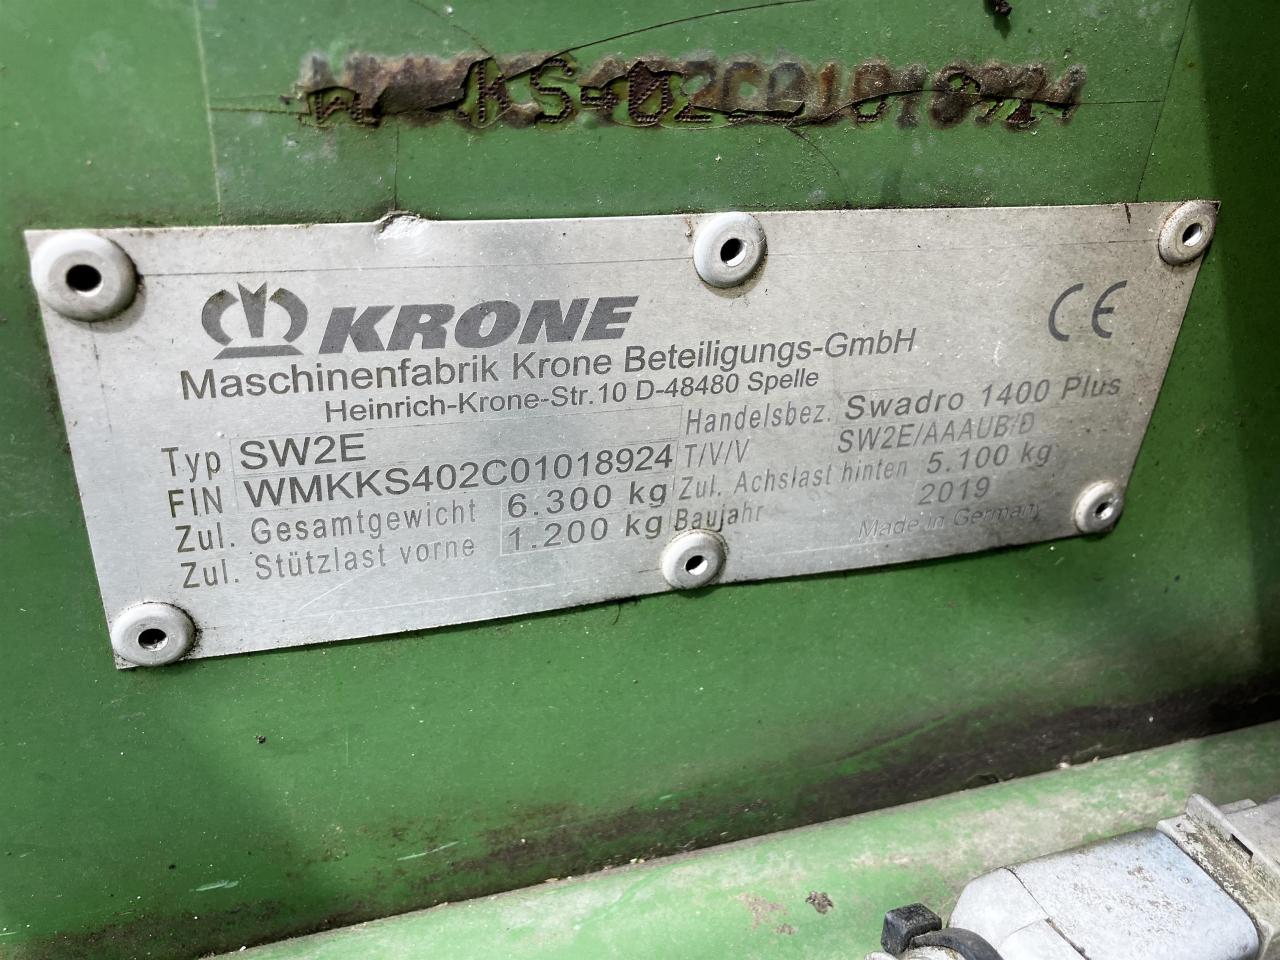 WMKKS402C01018924
KRONE
CE
Maschinenfabrik Krone Beteiligungs-GmbH
Heinrich-Krone-Str.10 D-48480 Spelle
Typ SW2E Handelsbez. Swadro 1400 Plus
FIN WMKKS402C01018924 T/V/V SW2E/AAAUB/D
Zul. Gesamtgewicht 6.300 kg Zul. Achslast hinten 5.100 kg
Zul. Stützlast vorne 1.200 kg Baujahr 2019
Made in Germany